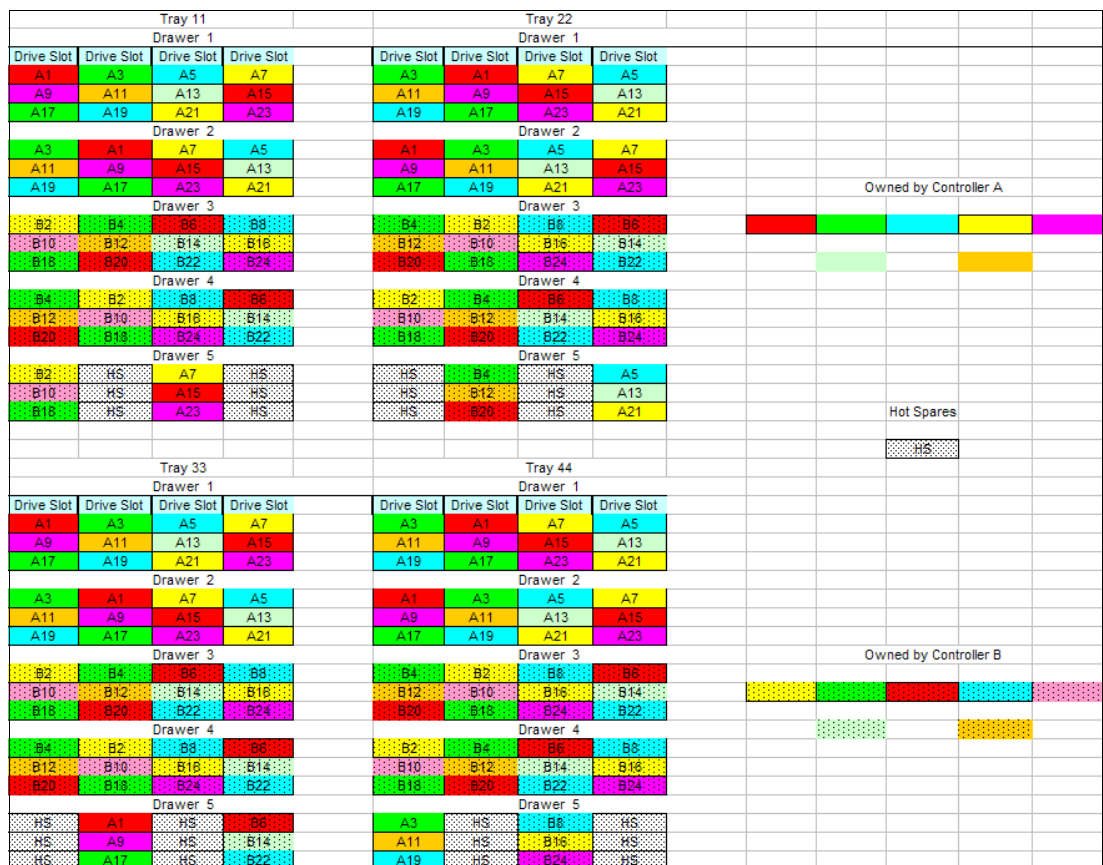 Tray 11 Tray 22
Drawer 1 Drawer 1
Drive Slot Drive Slot Drive Slot Drive Slot Drive Slot Drive Slot Drive Slot Drive Slot
A1 A3 A5 A7 A3 A1 A7 A5
A9 A11 A13 A15 A11 A9 A15 A13
A17 A19 A21 A23 A19 A17 A23 A21
Drawer 2 Drawer 2
A3 A1 A7 A5 A1 A3 A5 A7
A11 A9 A15 A13 A9 A11 A13 A15
A19 A17 A23 A21 A17 A19 A21 A23 Owned by Controller A
Drawer 3 Drawer 3
B2 B4 B6 B8 B4 B2 B8 B6
B10 B12 B14 B16 B12 B10 B16 B14
B18 B20 B22 B24 B20 B18 B24 B22
Drawer 4 Drawer 4
B4 B2 B8 B6 B2 B4 B6 B8
B12 B10 B16 B14 B10 B12 B14 B16
B20 B18 B24 B22 B18 B20 B22 B24
Drawer 5 Drawer 5
B2 HS A7 HS HS B4 HS A5
B10 HS A15 HS HS B12 HS A13
B18 HS A23 HS HS B20 HS A21 Hot Spares
HS
Tray 33 Tray 44
Drawer 1 Drawer 1
Drive Slot Drive Slot Drive Slot Drive Slot Drive Slot Drive Slot Drive Slot Drive Slot
A1 A3 A5 A7 A3 A1 A7 A5
A9 A11 A13 A15 A11 A9 A15 A13
A17 A19 A21 A23 A19 A17 A23 A21
Drawer 2 Drawer 2
A3 A1 A7 A5 A1 A3 A5 A7
A11 A9 A15 A13 A9 A11 A13 A15
A19 A17 A23 A21 A17 A19 A21 A23
Drawer 3 Drawer 3 Owned by Controller B
B2 B4 B6 B8 B4 B2 B8 B6
B10 B12 B14 B16 B12 B10 B16 B14
B18 B20 B22 B24 B20 B18 B24 B22
Drawer 4 Drawer 4
B4 B2 B8 B6 B2 B4 B6 B8
B12 B10 B16 B14 B10 B12 B14 B16
B20 B18 B24 B22 B18 B20 B22 B24
Drawer 5 Drawer 5
HS A1 HS B6 A3 HS B8 HS
HS A9 HS B14 A11 HS B16 HS
HS A17 HS B22 A19 HS B24 HS